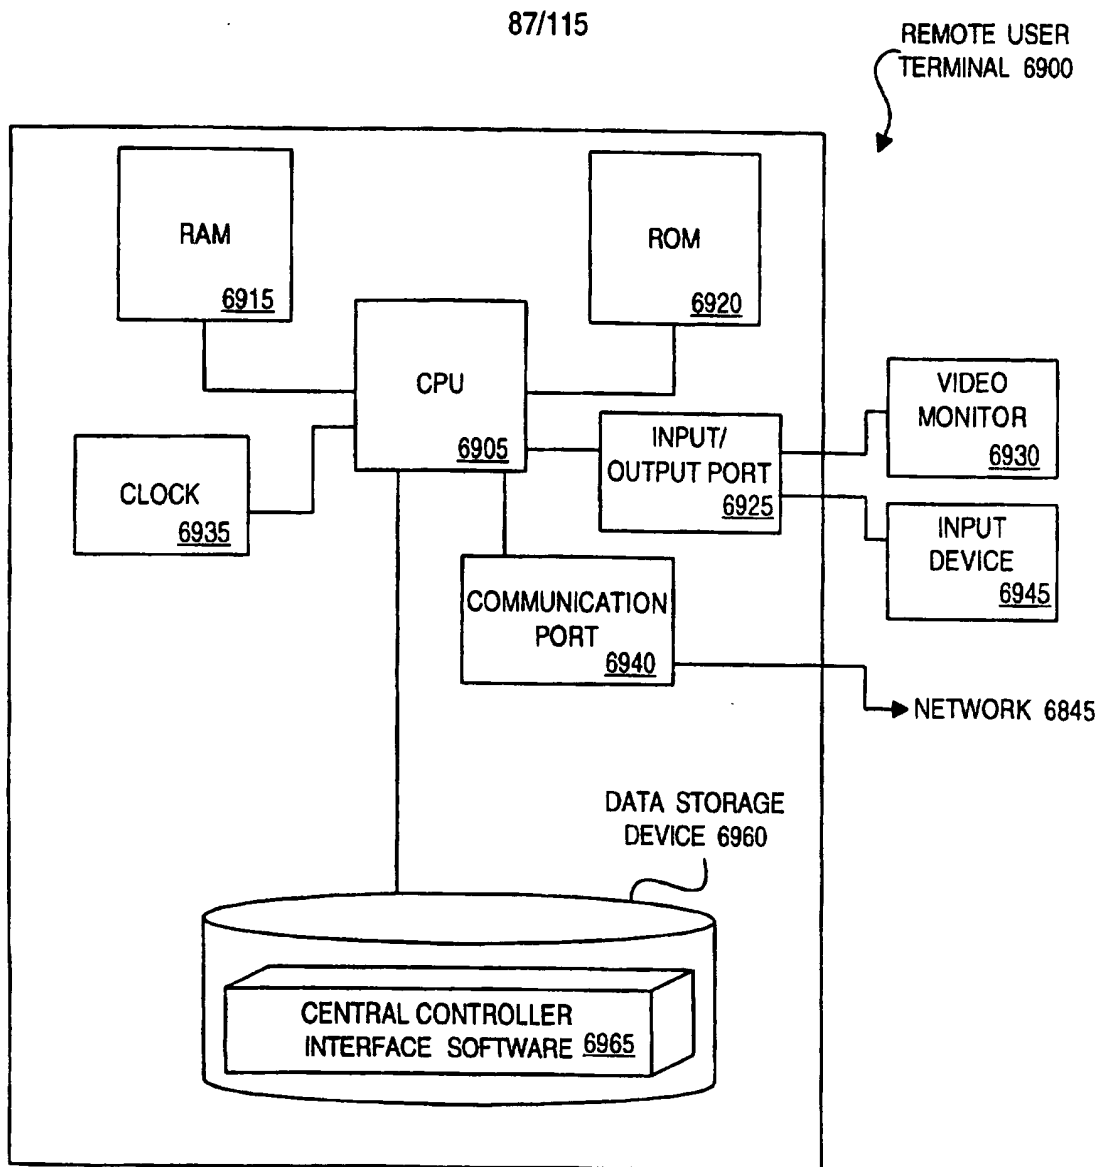 87/115
REMOTE USER
TERMINAL 6900
RAM
6915
ROM
6920
CPU
6905
CLOCK
6935
INPUT/
OUTPUT PORT
6925
VIDEO
MONITOR
6930
INPUT
DEVICE
6945
COMMUNICATION
PORT
6940
NETWORK 6845
DATA STORAGE
DEVICE 6960
CENTRAL CONTROLLER
INTERFACE SOFTWARE 6965